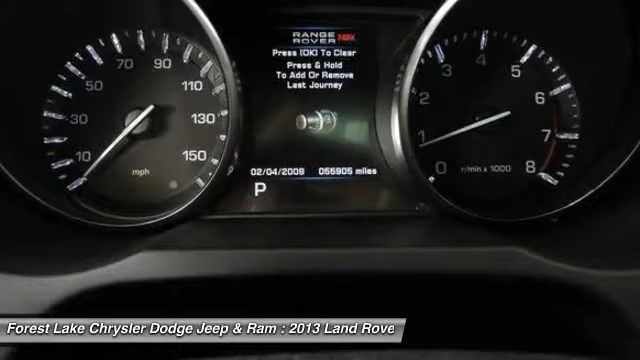 RANGE
ROVER PARK
Press [OK] To Clear
Press & Hold
To Add Or Remove
Last Journey
10
30
50
70
90
110
130
150
mph
02/04/2009 055905 miles
P
0
1
2
3
4
5
6
7
8
r/min x 1000
Forest Lake Chrysler Dodge Jeep & Ram : 2013 Land Rove